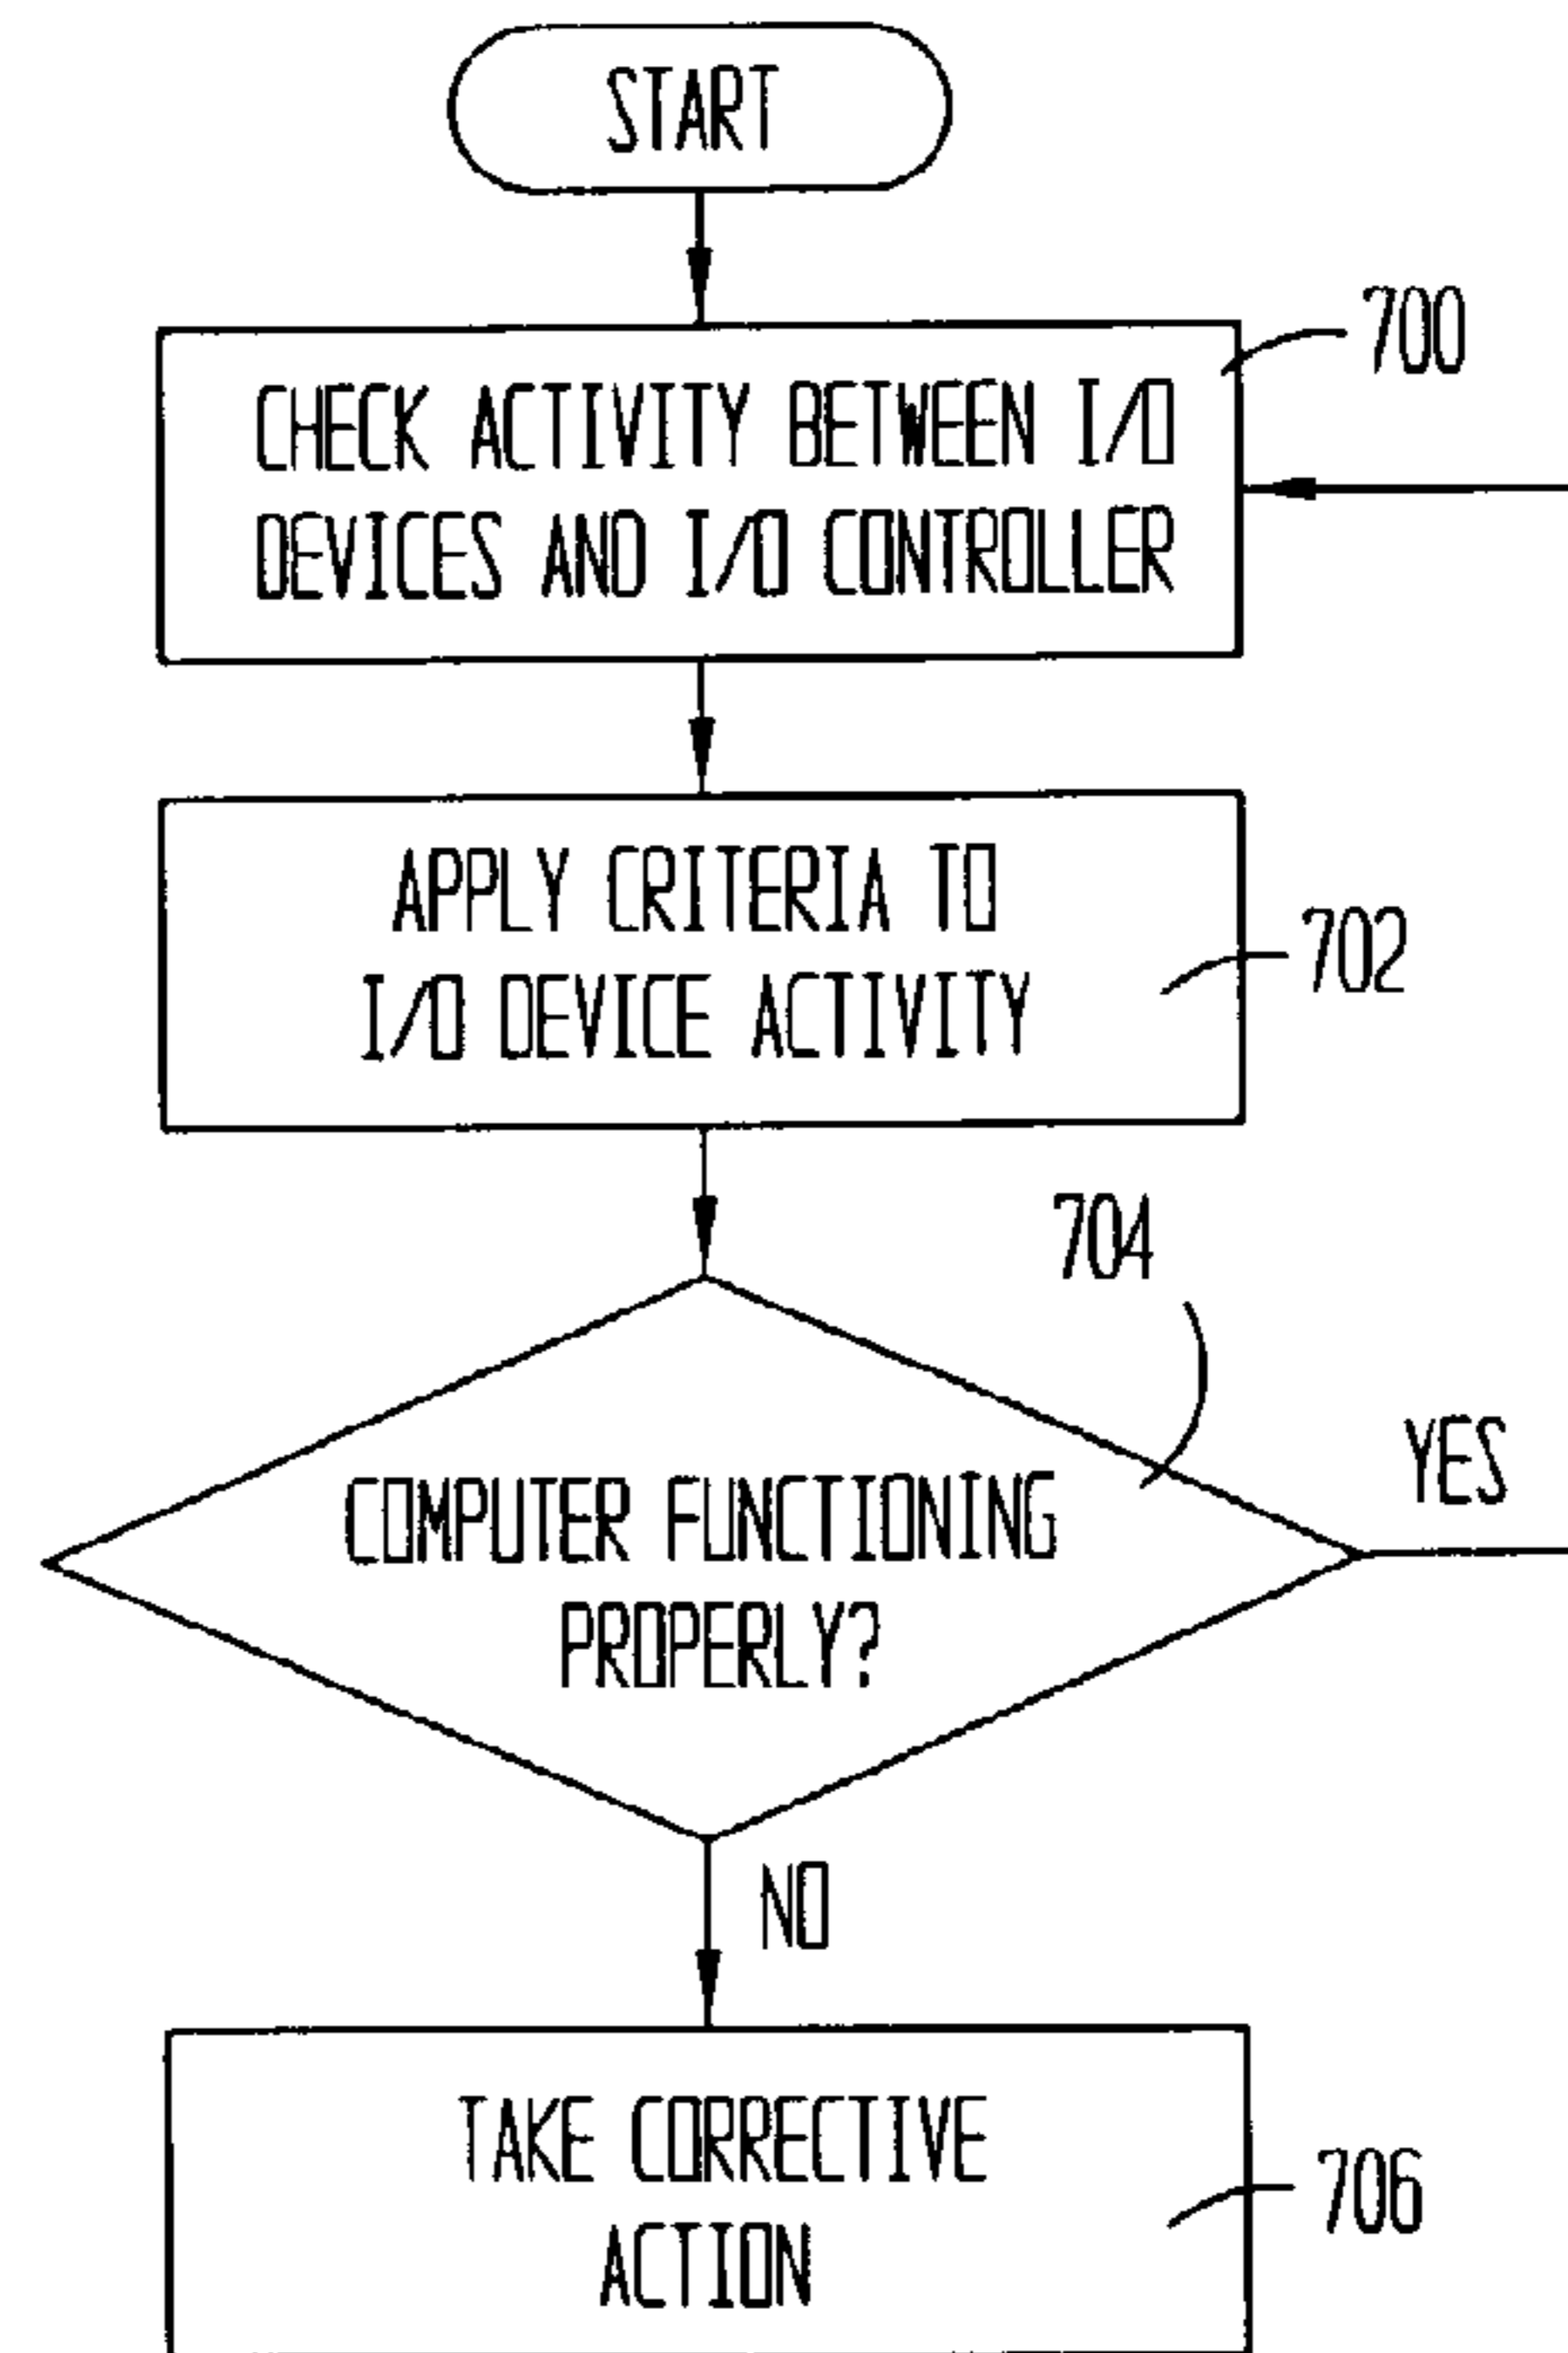 START
700
CHECK ACTIVITY BETWEEN I/O
DEVICES AND I/O CONTROLLER
APPLY CRITERIA TO
I/O DEVICE ACTIVITY
702
704
YES
COMPUTER FUNCTIONING
PROPERLY?
NO
TAKE CORRECTIVE
ACTION
706